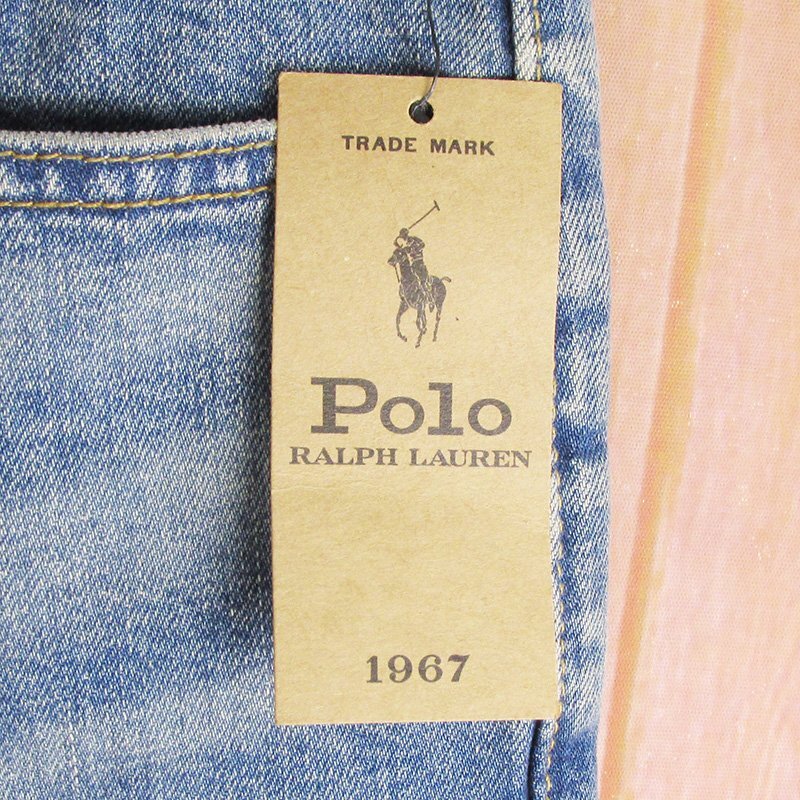 TRADE MARK
Polo
RALPH LAUREN
1967